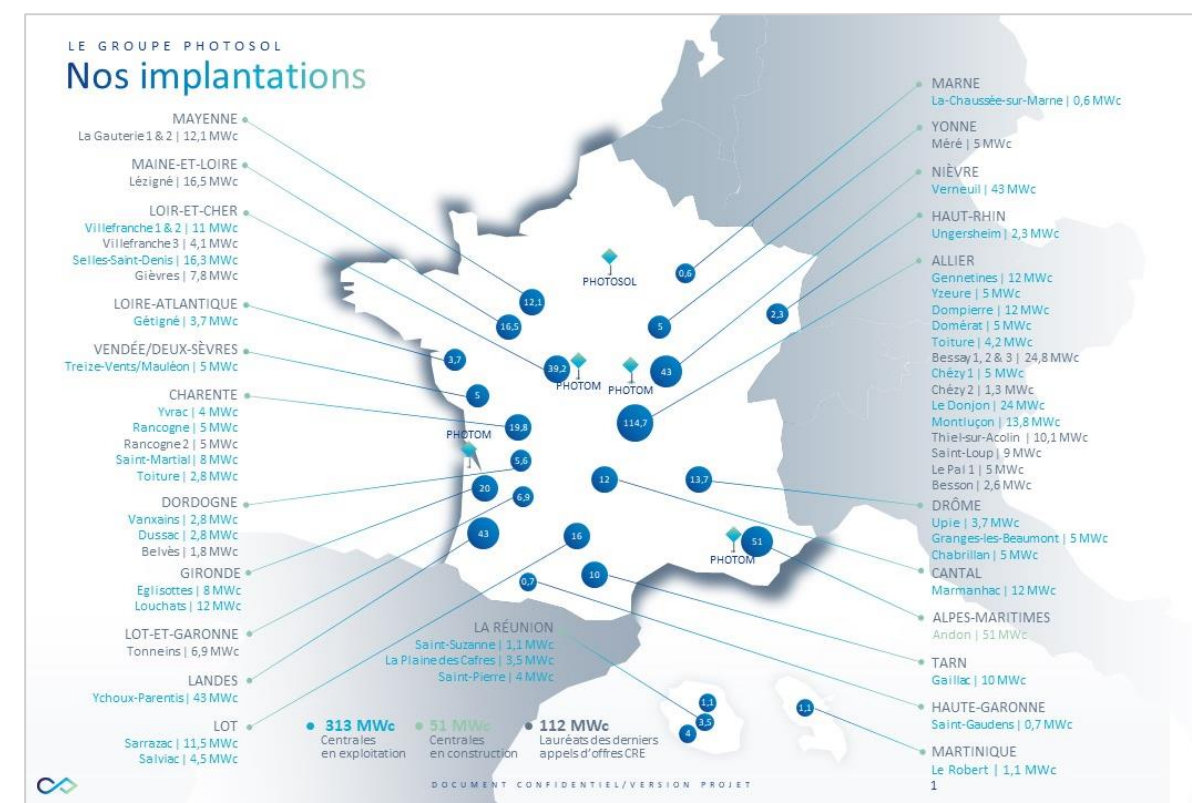 LE GROUPE PHOTOSOL
Nos implantations
MAYENNE
La Gauterie 1 & 2 | 12,1 MWc
MAINE-ET-LOIRE
Lézigné | 16,5 MWc
LOIR-ET-CHER
Villefranche 1 & 2 | 11 MWc
Villefranche 3 | 4,1 MWc
Selles-Saint-Denis | 16,3 MWc
Gièvres | 7,8 MWc
LOIRE-ATLANTIQUE
Gétigné | 3,7 MWc
VENDÉE/DEUX-SÈVRES
Treize-Vents/Mauléon | 5 MWc
CHARENTE
Yvrac | 4 MWc
Rancogne | 5 MWc
Rancogne 2 | 5 MWc
Saint-Martial | 8 MWc
Toiture | 2,8 MWc
DORDOGNE
Vanxains | 2,8 MWc
Dussac | 2,8 MWc
Belvès | 1,8 MWc
GIRONDE
Eglisottes | 8 MWc
Louchats | 12 MWc
LOT-ET-GARONNE
Tonneins | 6,9 MWc
LANDES
Ychoux-Parentis | 43 MWc
LOT
Sarrazac | 11,5 MWc
Salviac | 4,5 MWc
PHOTOSOL
0,6
12,1
2,3
16,5
5
3,7
39,2
43
PHOTOM
PHOTOM
5
19,8
114,7
PHOTOM
5,6
12
13,7
20
6,9
43
16
51
PHOTOM
0,7
10
LA RÉUNION
Saint-Suzanne | 1,1 MWc
La Plaine des Cafres | 3,5 MWc
Saint-Pierre | 4 MWc
1,1
3,5
4
1,1
MARNE
La-Chaussée-sur-Marne | 0,6 MWc
YONNE
Méré | 5 MWc
NIÈVRE
Verneuil | 43 MWc
HAUT-RHIN
Ungersheim | 2,3 MWc
ALLIER
Gennetines | 12 MWc
Yzeure | 5 MWc
Dompierre | 12 MWc
Domérat | 5 MWc
Toiture | 4,2 MWc
Bessay 1, 2 & 3 | 24,8 MWc
Chézy 1 | 5 MWc
Chézy 2 | 1,3 MWc
Le Donjon | 24 MWc
Montluçon | 13,8 MWc
Thiel-sur-Acolin | 10,1 MWc
Saint-Loup | 9 MWc
Le Pal 1 | 5 MWc
Besson | 2,6 MWc
DRÔME
Upie | 3,7 MWc
Granges-les-Beaumont | 5 MWc
Chabrillan | 5 MWc
CANTAL
Marmanhac | 12 MWc
ALPES-MARITIMES
Andon | 51 MWc
TARN
Gaillac | 10 MWc
HAUTE-GARONNE
Saint-Gaudens | 0,7 MWc
MARTINIQUE
Le Robert | 1,1 MWc
313 MWc
Centrales
en exploitation
51 MWc
Centrales
en construction
112 MWc
Lauréats des derniers
appels d'offres CRE
DOCUMENT CONFIDENTIEL/VERSION PROJET
1